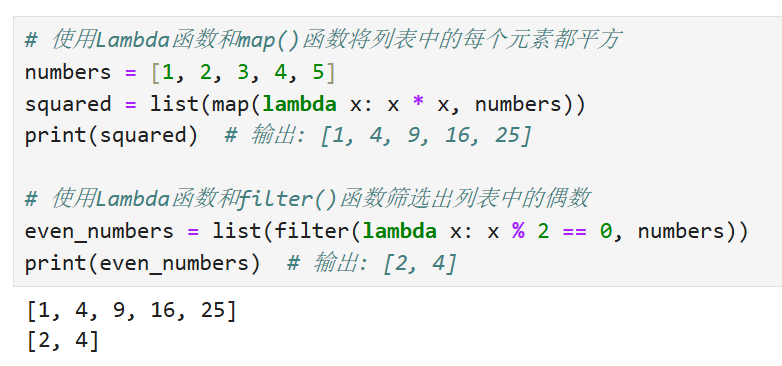 # 使用Lambda函数和map()函数将列表中的每个元素都平方
numbers = [1, 2, 3, 4, 5]
squared = list(map(lambda x: x * x, numbers))
print(squared)  # 输出: [1, 4, 9, 16, 25]
# 使用Lambda函数和filter()函数筛选出列表中的偶数
even_numbers = list(filter(lambda x: x % 2 == 0, numbers))
print(even_numbers)  # 输出: [2, 4]
[1, 4, 9, 16, 25]
[2, 4]